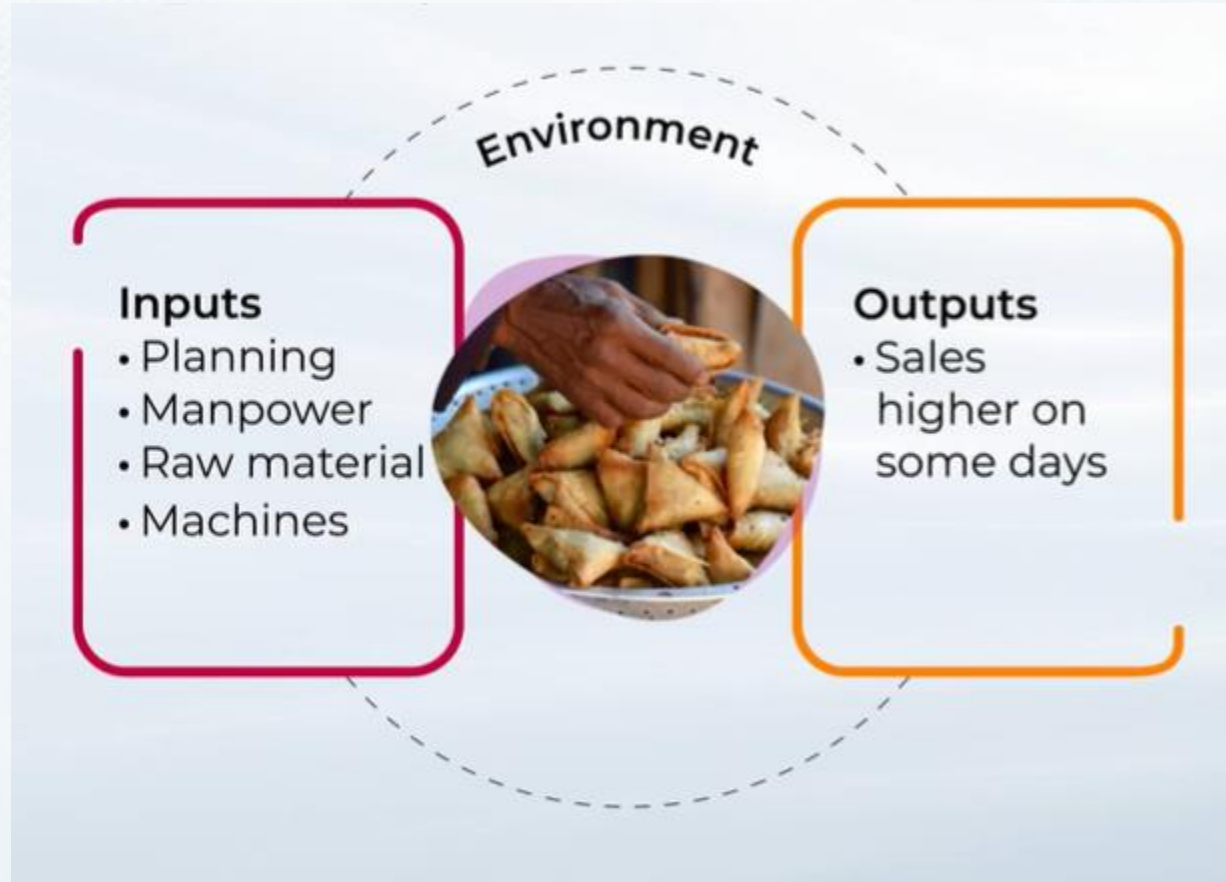 Environment
Inputs
• Planning
• Manpower
• Raw material
• Machines
Outputs
• Sales
higher on
some days